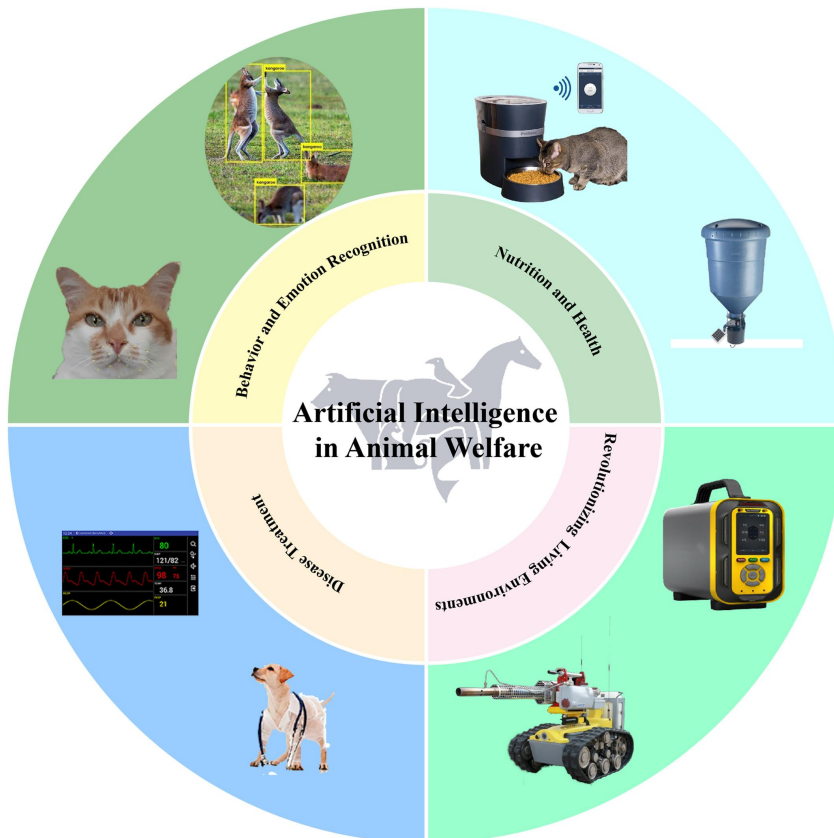 kangaroo
kangaroo
kangaroo
kangaroo
Behavior and Emotion Recognition
Nutrition and Health
Artificial Intelligence
in Animal Welfare
Disease Treatment
Revolutionizing Living Environments
80
121/82
98
36.8
21